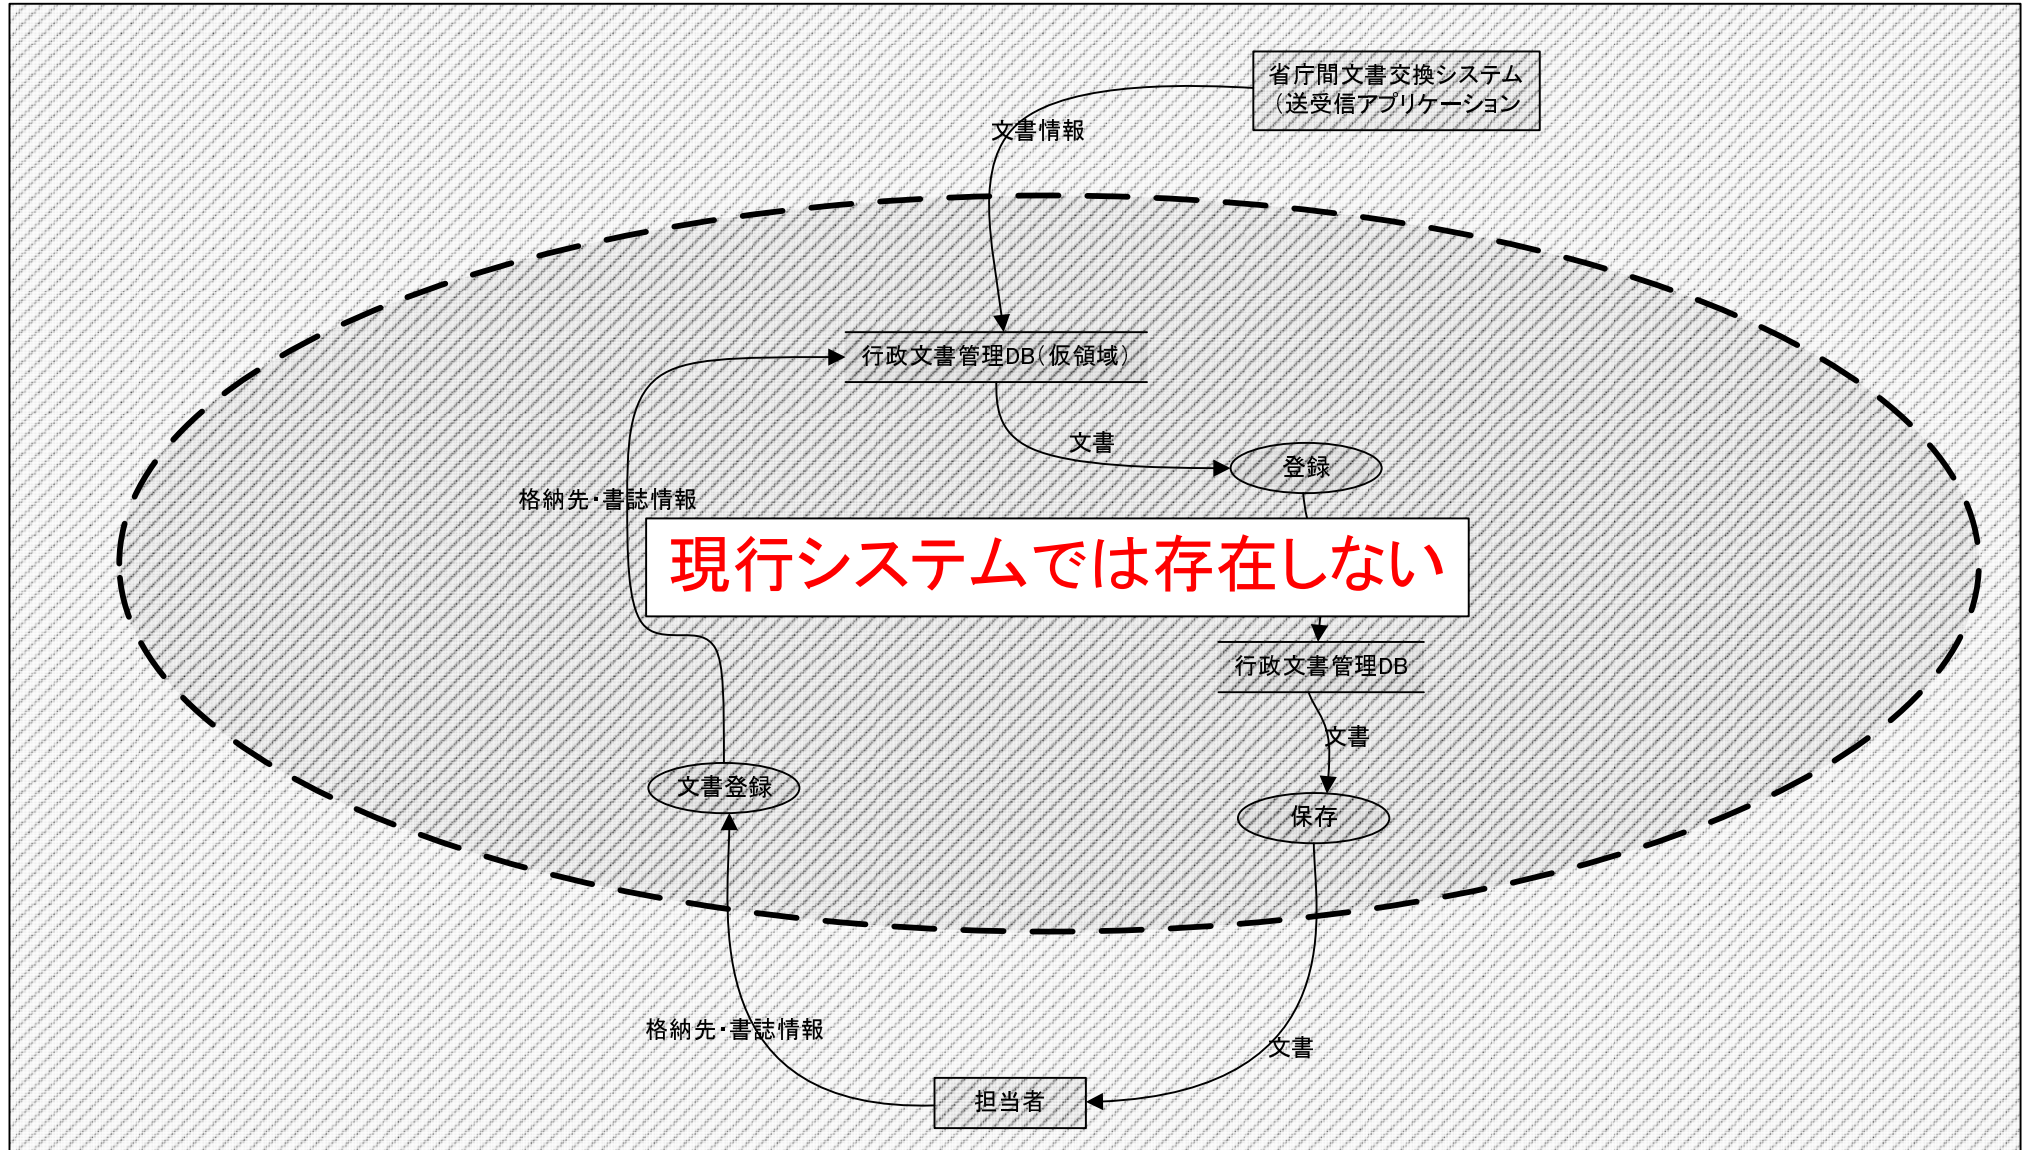 省庁間文書交換システム
（送受信アプリケーション
文書情報
行政文書管理DB（仮領域）
文書
登録
格納先・書誌情報
現行システムでは存在しない
行政文書管理DB
文書
文書登録
保存
格納先・書誌情報
文書
担当者